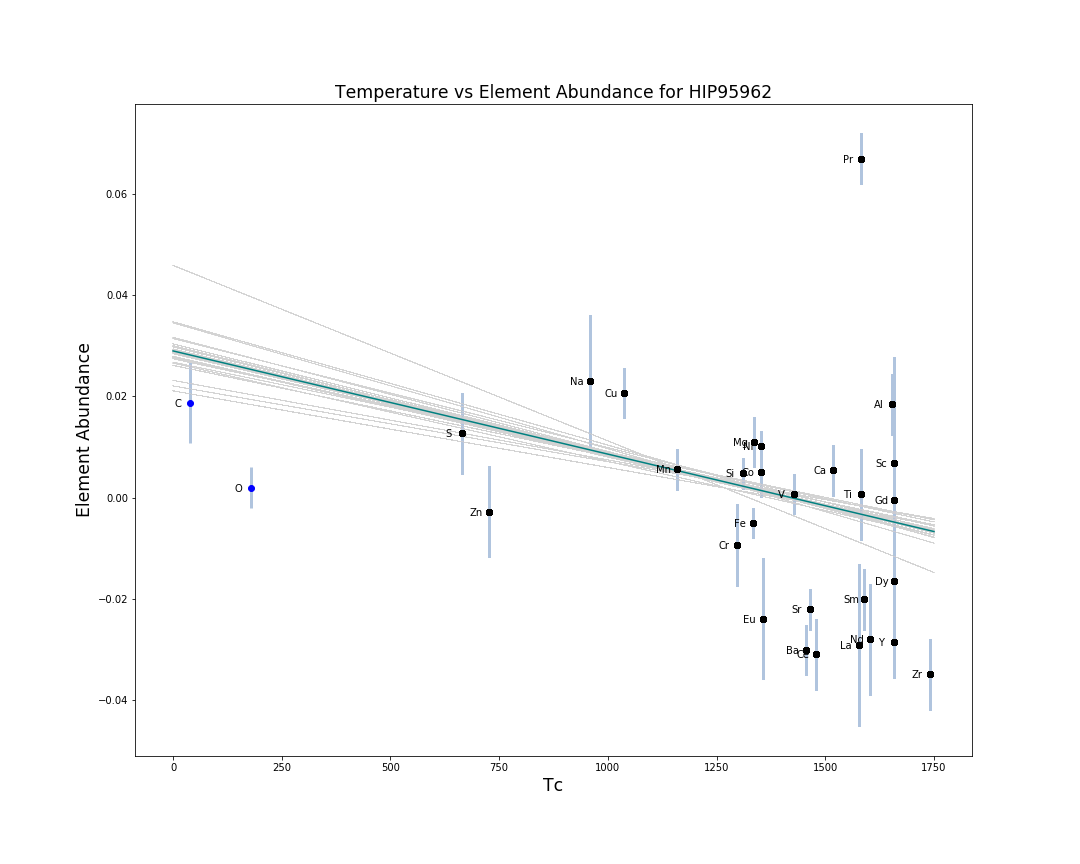 Temperature vs Element Abundance for HIP95962
Pr
0.06
0.04
Na
Cu
0.02
C
Al
S
Mg
Ni
Mn
Si
Co
Ca
Sc
O
V
Ti
Gd
0.00
Zn
Fe
Cr
Dy
Sm
−0.02
Sr
Eu
Nd
La
Y
Ba
Ce
Zr
−0.04
Element Abundance
0
250
500
750
1000
1250
1500
1750
Tc